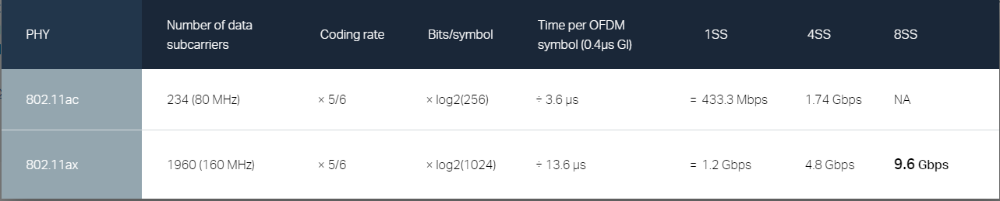 PHY
Number of data
subcarriers
Coding rate
Bits/symbol
Time per OFDM
symbol (0.4µs GI)
1SS
4SS
8SS
802.11ac
234 (80 MHz)
× 5/6
× log2(256)
÷ 3.6 µs
= 433.3 Mbps
1.74 Gbps
NA
802.11ax
1960 (160 MHz)
× 5/6
× log2(1024)
÷ 13.6 µs
= 1.2 Gbps
4.8 Gbps
9.6 Gbps